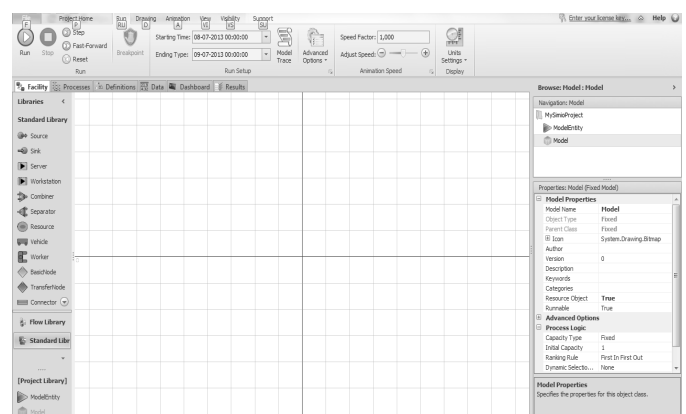 Project Home Run Drawing Animation View Visibility Support
F P RU D A VI VS SU
Enter your license key... Help
Step
Fast-Forward
Reset
Run Stop
Breakpoint
Starting Time: 08-07-2013 00:00:00
Ending Type: 09-07-2013 00:00:00
Model Trace
Advanced Options
Speed Factor: 1,000
Adjust Speed:
Units Settings
Run
Run Setup
Animation Speed
Display
Facility Processes Definitions Data Dashboard Results
Libraries
Standard Library
Source
Sink
Server
Workstation
Combiner
Separator
Resource
Vehicle
Worker
BasicNode
TransferNode
Connector
Flow Library
Standard Libr
[Project Library]
ModelEntity
Model
Browse: Model : Model
Navigation: Model
MySimioProject
ModelEntity
Model
Properties: Model (Fixed Model)
Model Properties
Model Name Model
Object Type Fixed
Parent Class Fixed
Icon System.Drawing.Bitmap
Author
Version 0
Description
Keywords
Categories
Resource Object True
Runnable True
Advanced Options
Process Logic
Capacity Type Fixed
Initial Capacity 1
Ranking Rule First In First Out
Dynamic Selectio... None
Model Properties
Specifies the properties for this object class.